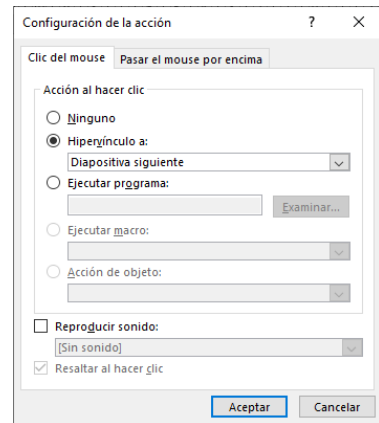 Configuración de la acción ? ×
Clic del mouse Pasar el mouse por encima
Acción al hacer clic
Ninguno
Hipervínculo a:
Diapositiva siguiente
Ejecutar programa:
Examinar...
Ejecutar macro:
Acción de objeto:
Reproducir sonido:
[Sin sonido]
Resaltar al hacer clic
Aceptar Cancelar